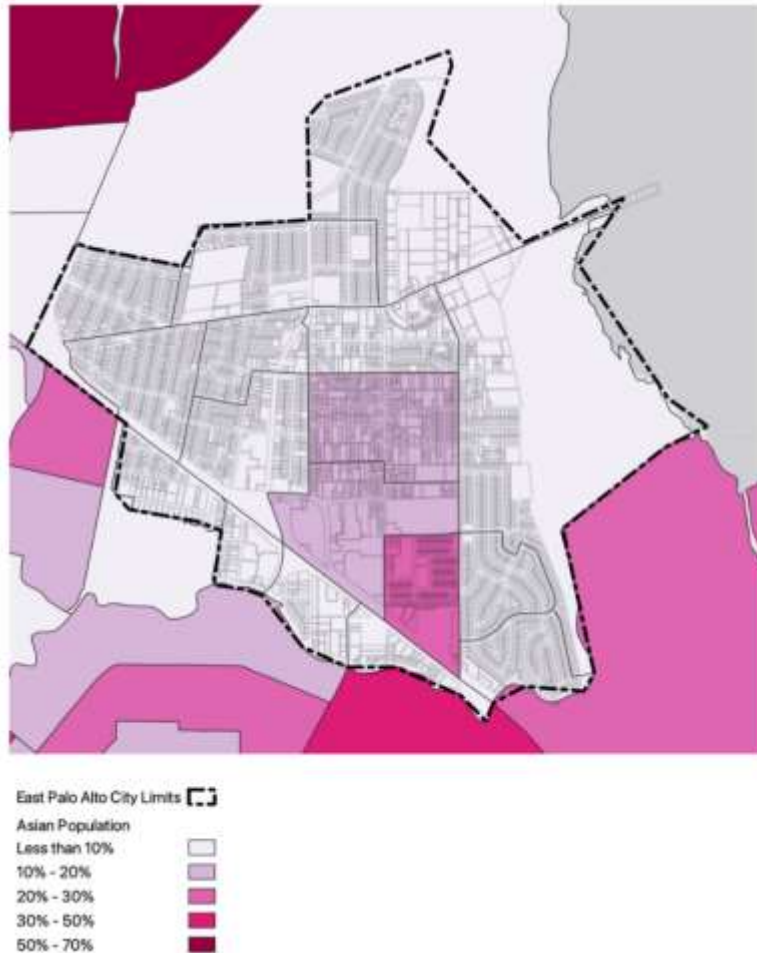 East Palo Alto City Limits
Asian Population
Less than 10%
10% - 20%
20% - 30%
30% - 50%
50% - 70%